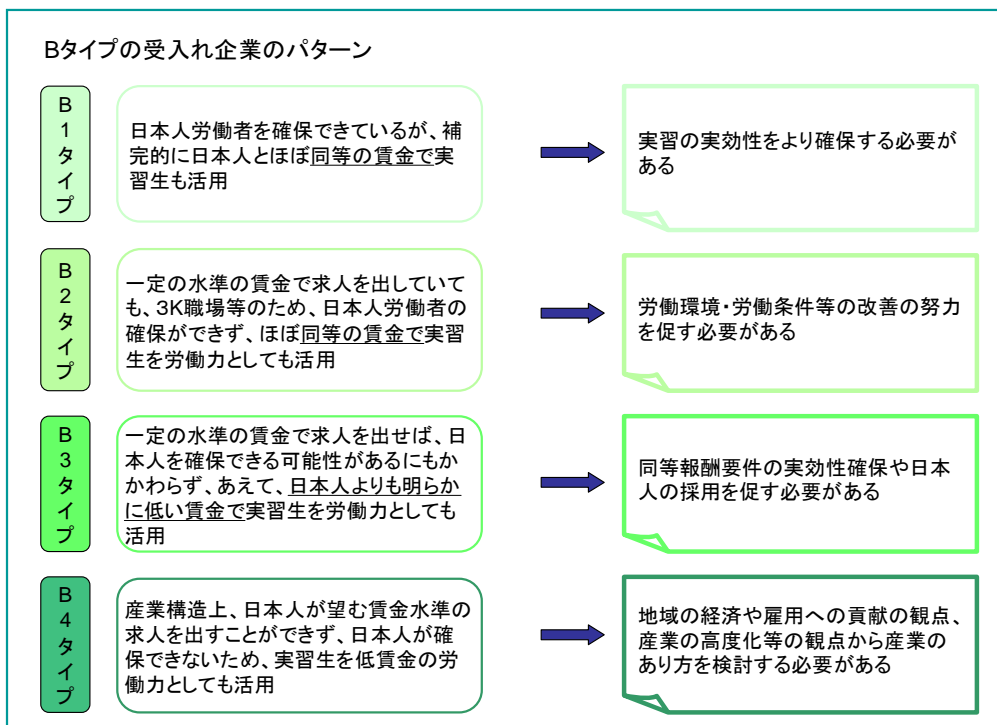 Bタイプの受入れ企業のパターン
B1タイプ
日本人労働者を確保できているが、補
完的に日本人とほぼ同等の賃金で実
習生も活用
実習の実効性をより確保する必要が
ある
B2タイプ
一定の水準の賃金で求人を出していて
も、3K職場等のため、日本人労働者の
確保ができず、ほぼ同等の賃金で実習
生を労働力としても活用
労働環境・労働条件等の改善の努力
を促す必要がある
B3タイプ
一定の水準の賃金で求人を出せば、日
本人を確保できる可能性があるにもか
かわらず、あえて、日本人よりも明らか
に低い賃金で実習生を労働力としても
活用
同等報酬要件の実効性確保や日本
人の採用を促す必要がある
B4タイプ
産業構造上、日本人が望む賃金水準の
求人を出すことができず、日本人が確
保できないため、実習生を低賃金の労
働力としても活用
地域の経済や雇用への貢献の観点、
産業の高度化等の観点から産業の
あり方を検討する必要がある